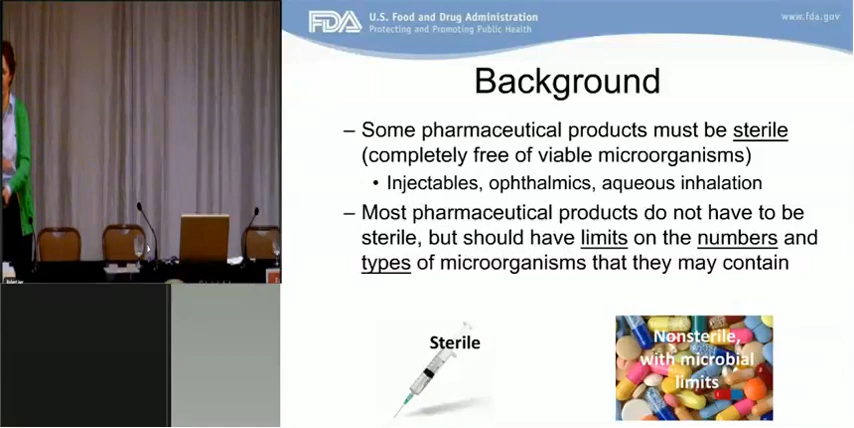 FDA U.S. Food and Drug Administration
Protecting and Promoting Public Health
www.fda.gov
Background
– Some pharmaceutical products must be sterile
(completely free of viable microorganisms)
• Injectables, ophthalmics, aqueous inhalation
– Most pharmaceutical products do not have to be
sterile, but should have limits on the numbers and
types of microorganisms that they may contain
Sterile
Nonsterile,
with microbial
limits